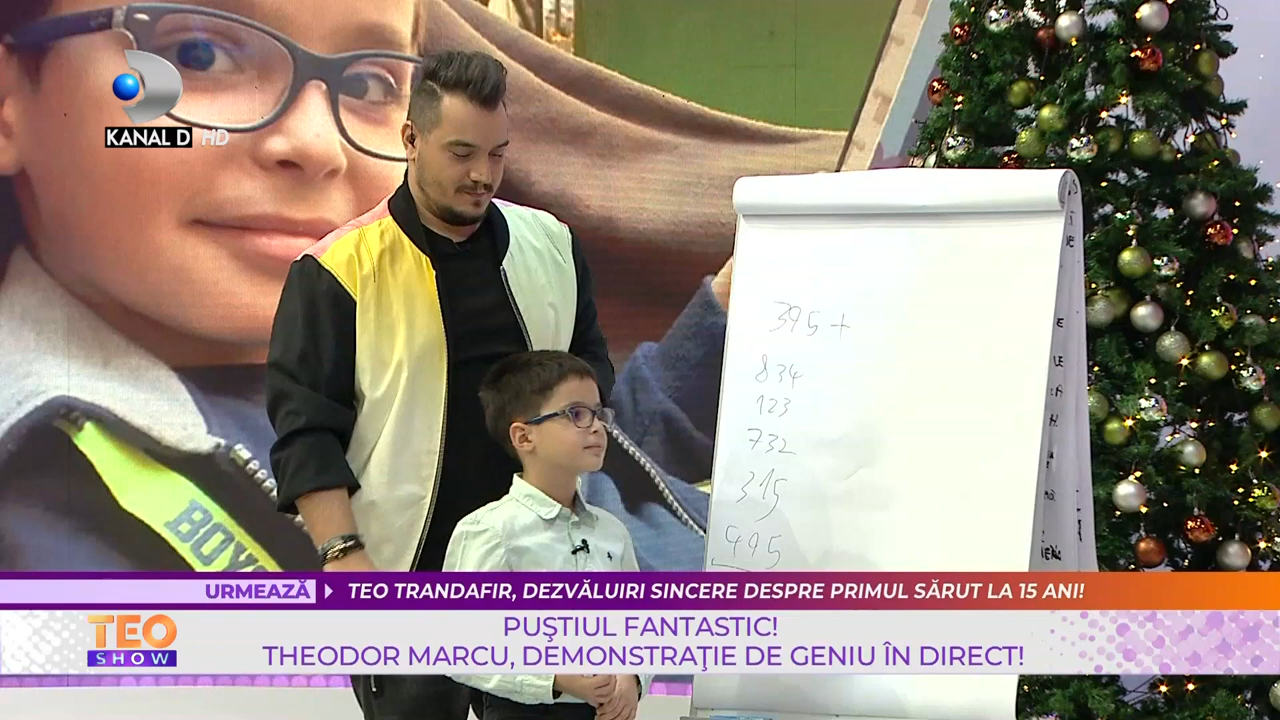 KANAL D HD
395+
834
123
732
315
495
BOYS
URMEAZĂ
TEO TRANDAFIR, DEZVĂLUIRI SINCERE DESPRE PRIMUL SĂRUT LA 15 ANI!
TEO
SHOW
PUŞTIUL FANTASTIC!
THEODOR MARCU, DEMONSTRAŢIE DE GENIU ÎN DIRECT!